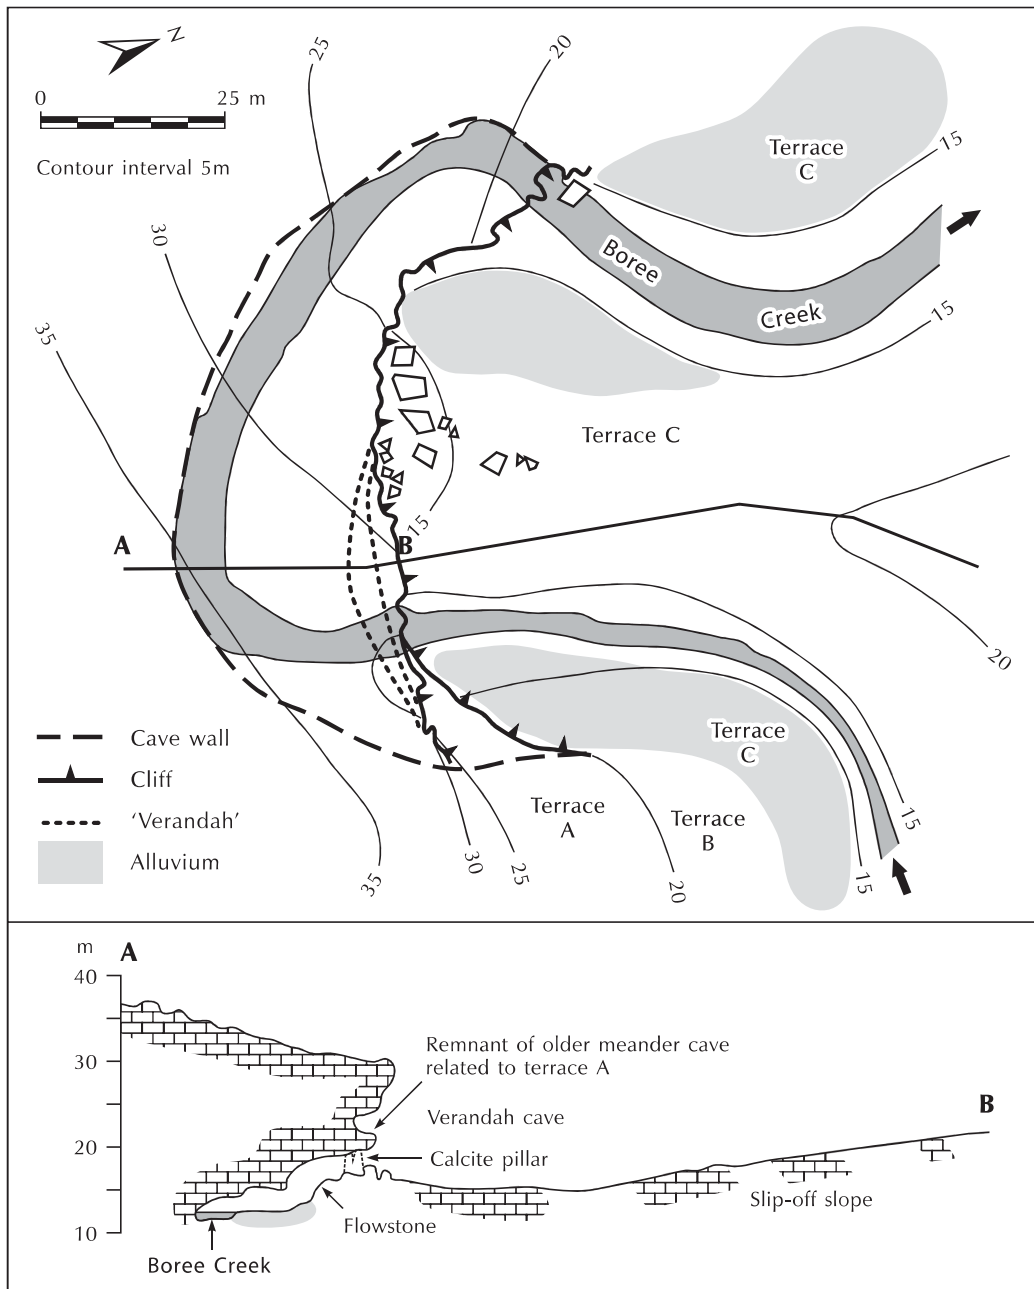 N
0 25 m
Contour interval 5m
25
20
15
30
35
Terrace
C
Boree
Creek
15
Terrace C
15
A
B
20
Cave wall
Cliff
‘Verandah’
Alluvium
Terrace
C
Terrace
A
Terrace
B
15
15
35
30
25
20
m
A
40
30
20
10
Remnant of older meander cave
related to terrace A
Verandah cave
B
Calcite pillar
Slip-off slope
Flowstone
Boree Creek